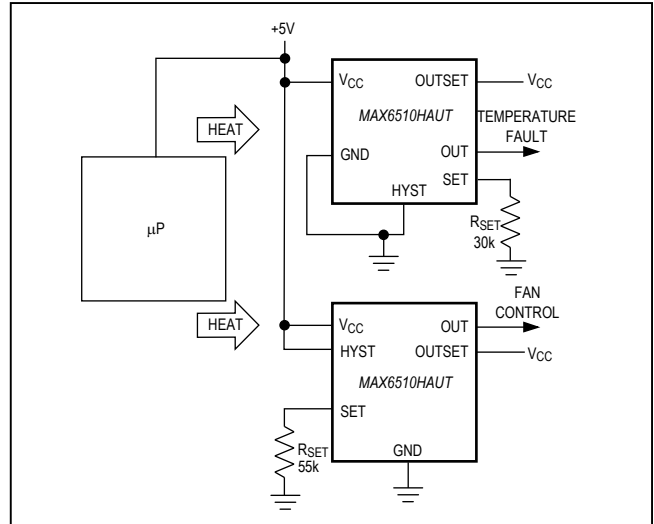 +5V
VCC
OUTSET
VCC
MAX6510HAUT
TEMPERATURE
FAULT
HEAT
GND
OUT
SET
HYST
RSET
30k
µP
FAN
CONTROL
HEAT
VCC
OUT
HYST
OUTSET
VCC
MAX6510HAUT
SET
RSET
55k
GND